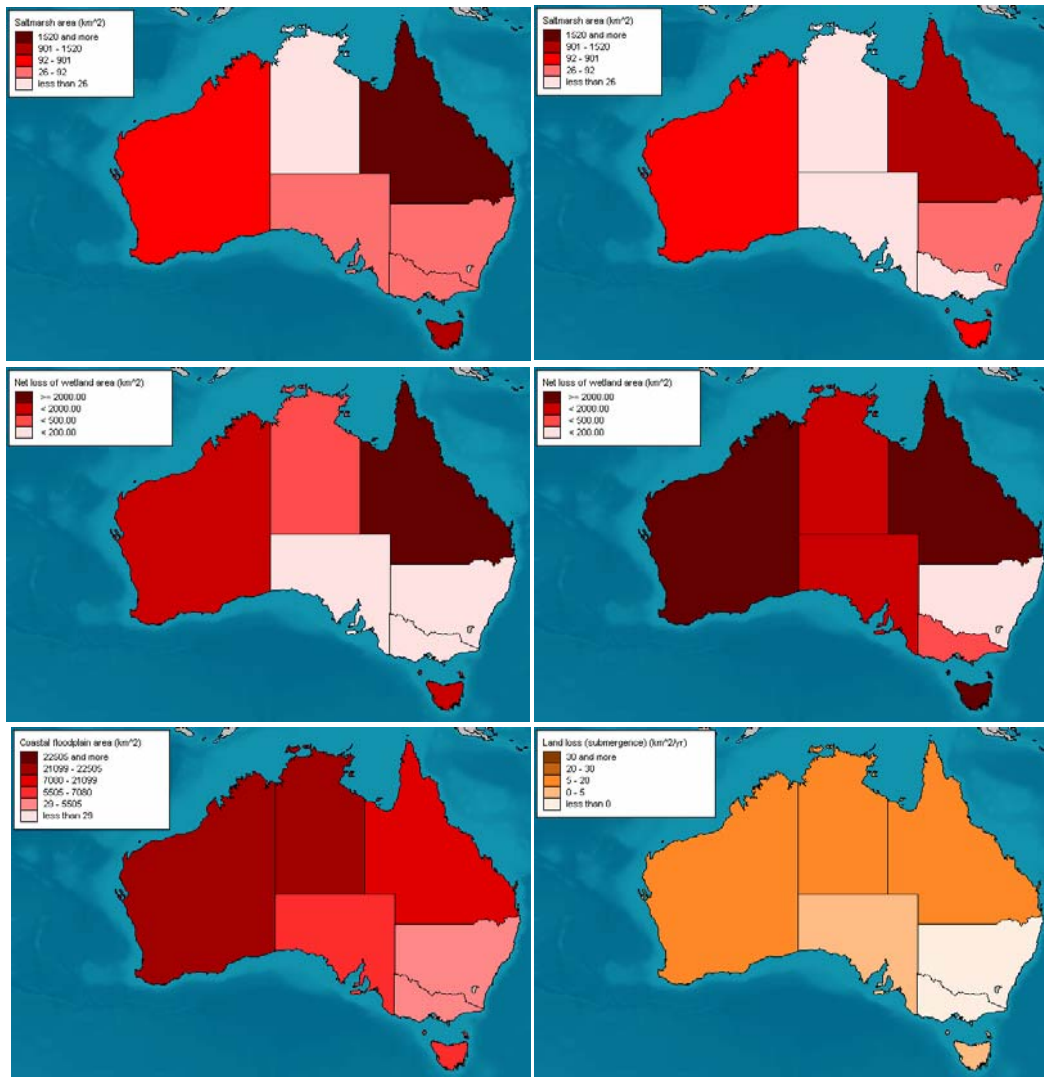 Saltmarsh area (km^2)
1520 and more
901 - 1520
92 - 901
26 - 92
less than 26
Saltmarsh area (km^2)
1520 and more
901 - 1520
92 - 901
26 - 92
less than 26
Net loss of wetland area (km^2)
>= 2000.00
< 2000.00
< 500.00
< 200.00
Net loss of wetland area (km^2)
>= 2000.00
< 2000.00
< 500.00
< 200.00
Coastal floodplain area (km^2)
22505 and more
21099 - 22505
7080 - 21099
5505 - 7080
29 - 5505
less than 29
Land loss (submergence) (km^2/yr)
30 and more
20 - 30
5 - 20
0 - 5
less than 0